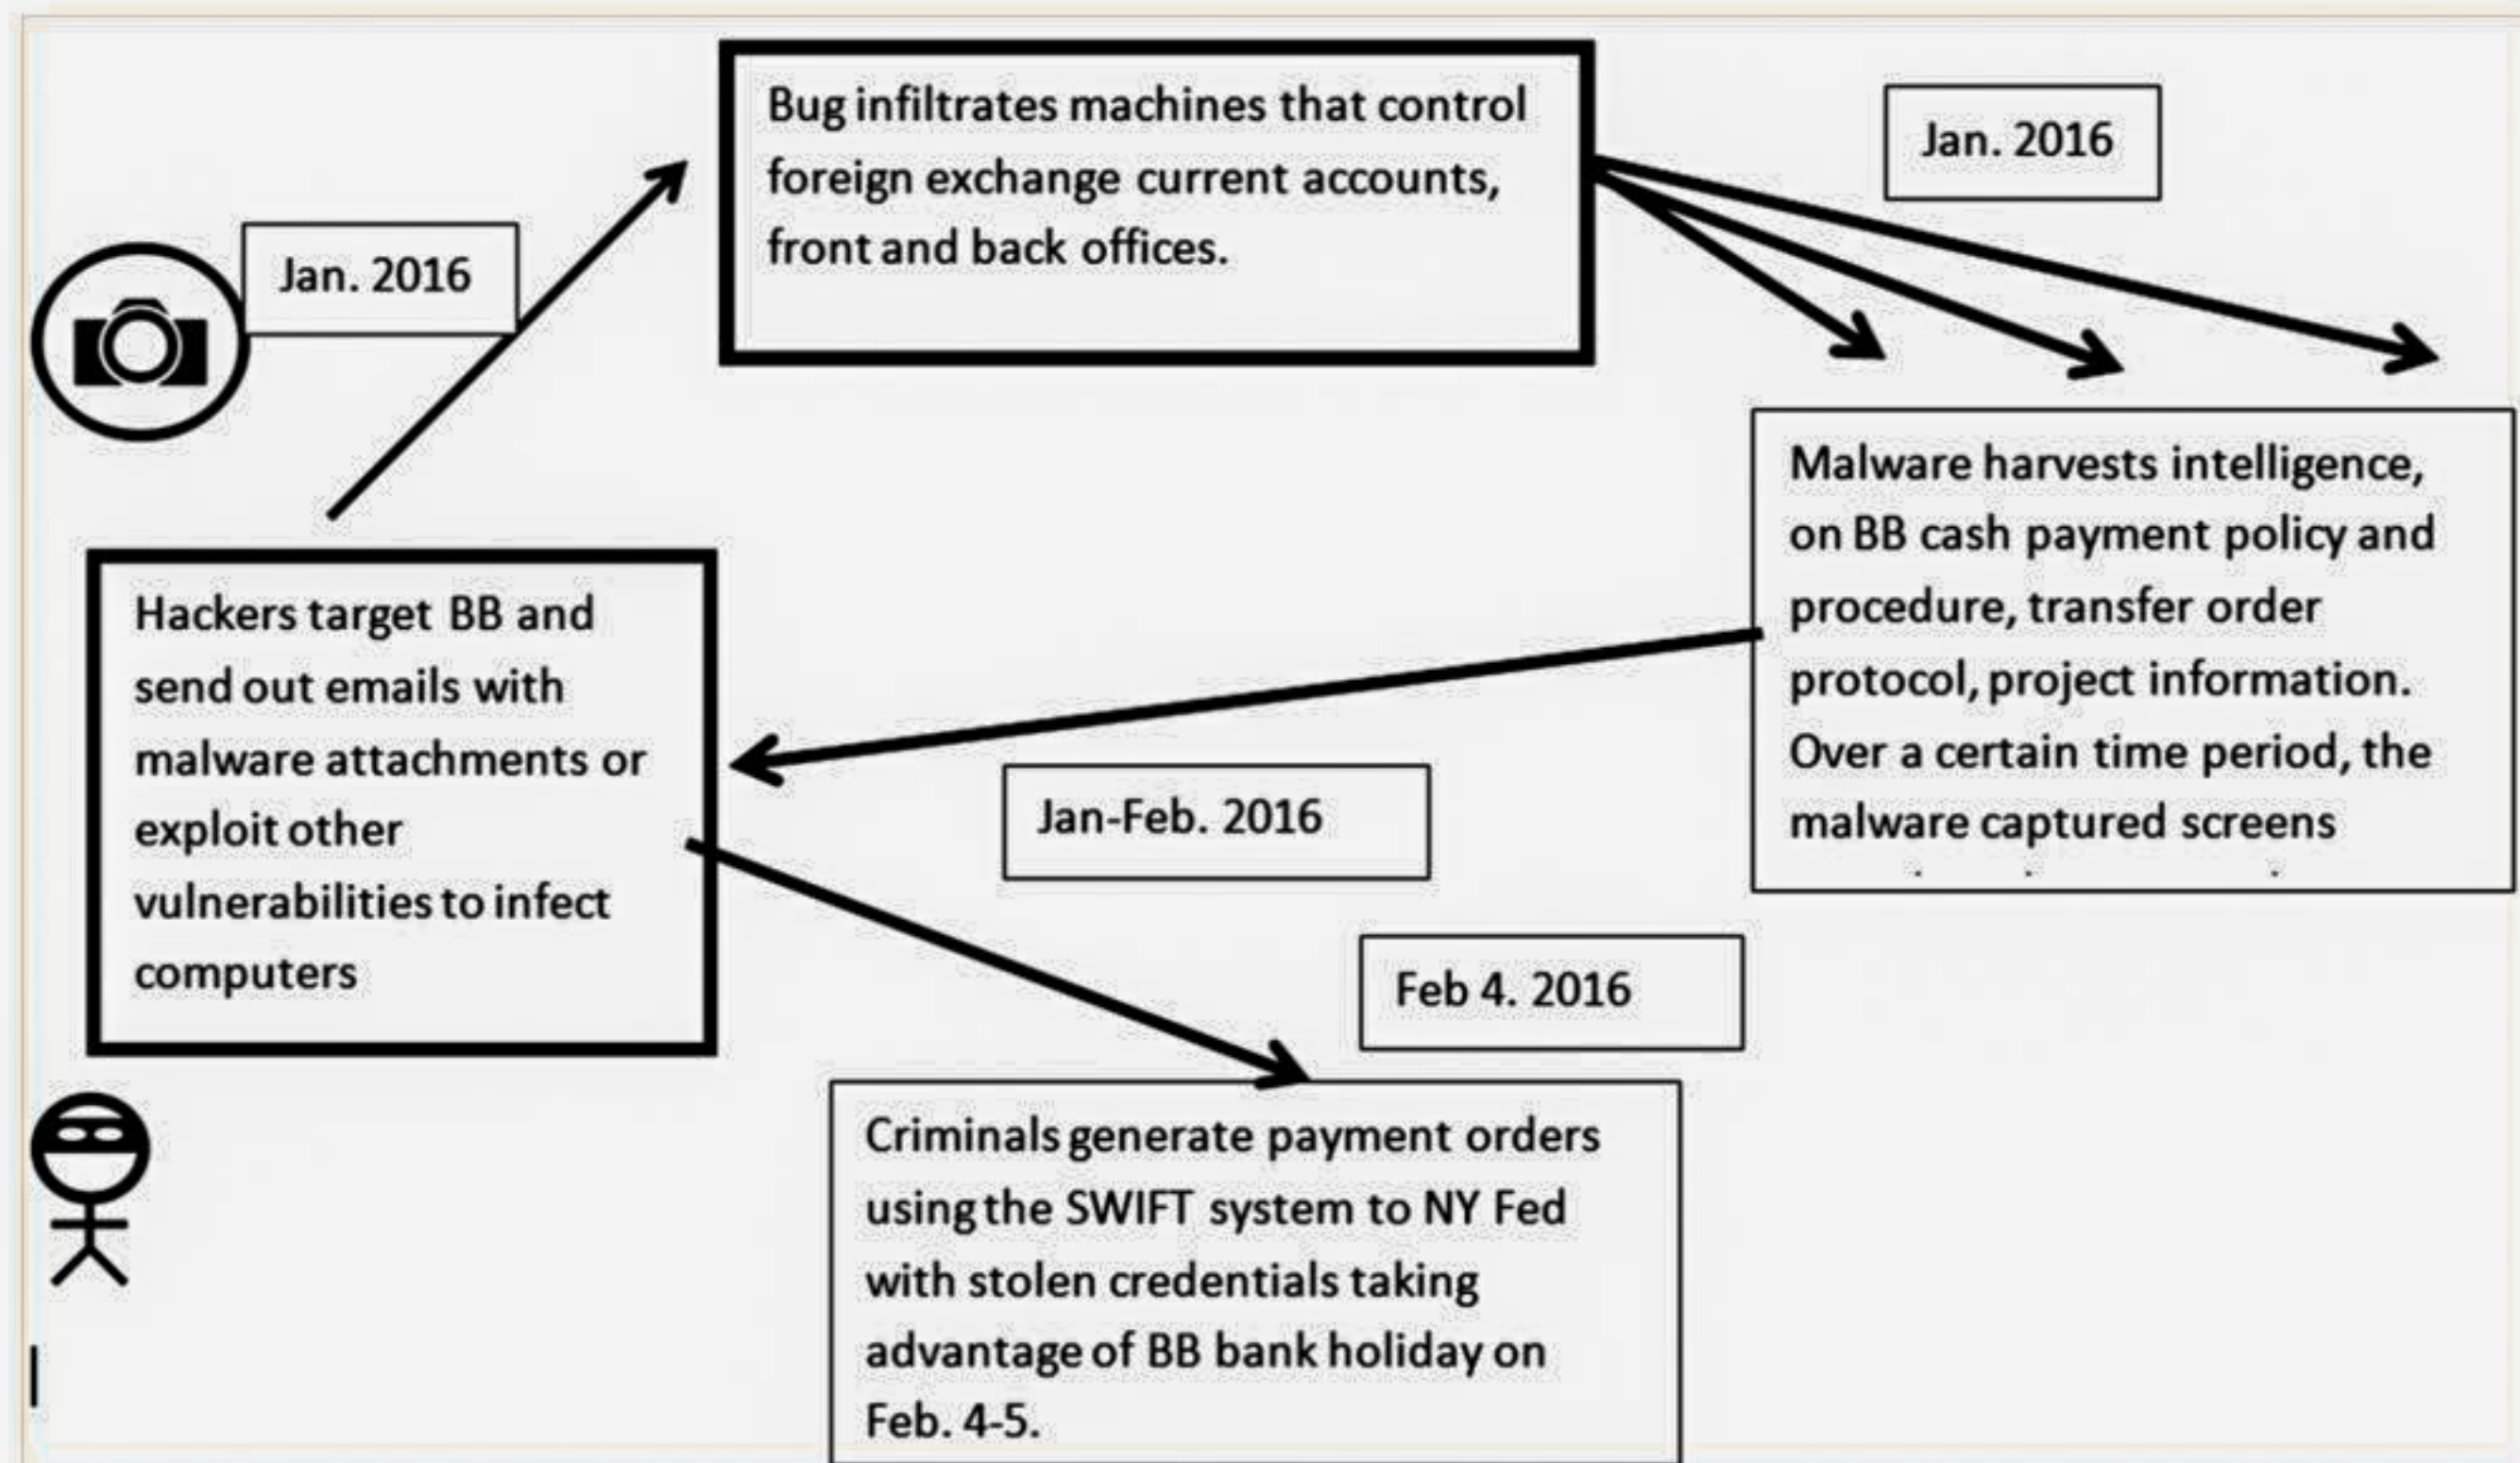 Bug infiltrates machines that control
foreign exchange current accounts,
front and back offices.
Jan. 2016
Jan. 2016
Malware harvests intelligence,
on BB cash payment policy and
procedure, transfer order
protocol, project information.
Over a certain time period, the
malware captured screens
Hackers target BB and
send out emails with
malware attachments or
exploit other
vulnerabilities to infect
computers
Jan-Feb. 2016
Feb 4. 2016
Criminals generate payment orders
using the SWIFT system to NY Fed
with stolen credentials taking
advantage of BB bank holiday on
Feb. 4-5.